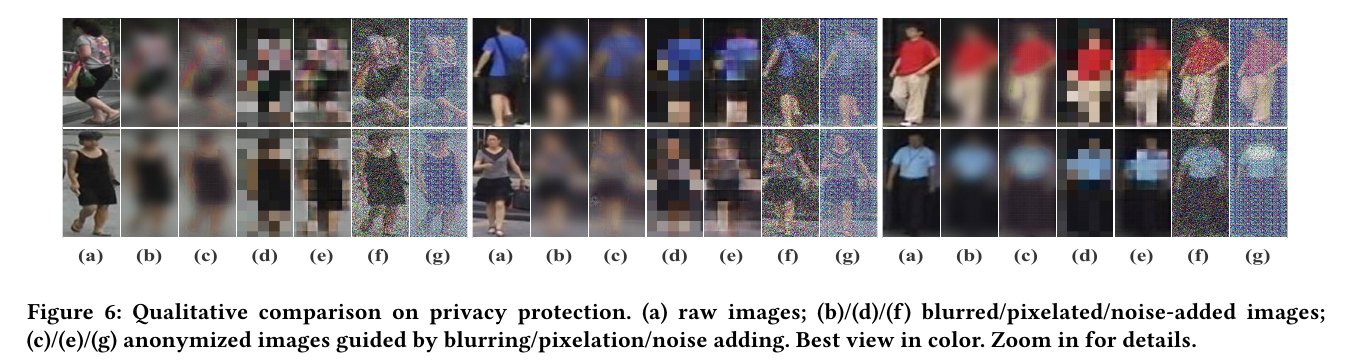 (a) (b) (c) (d) (e) (f) (g) (a) (b) (c) (d) (e) (f) (g) (a) (b) (c) (d) (e) (f) (g)
Figure 6: Qualitative comparison on privacy protection. (a) raw images; (b)/(d)/(f) blurred/pixelated/noise-added images;
(c)/(e)/(g) anonymized images guided by blurring/pixelation/noise adding. Best view in color. Zoom in for details.